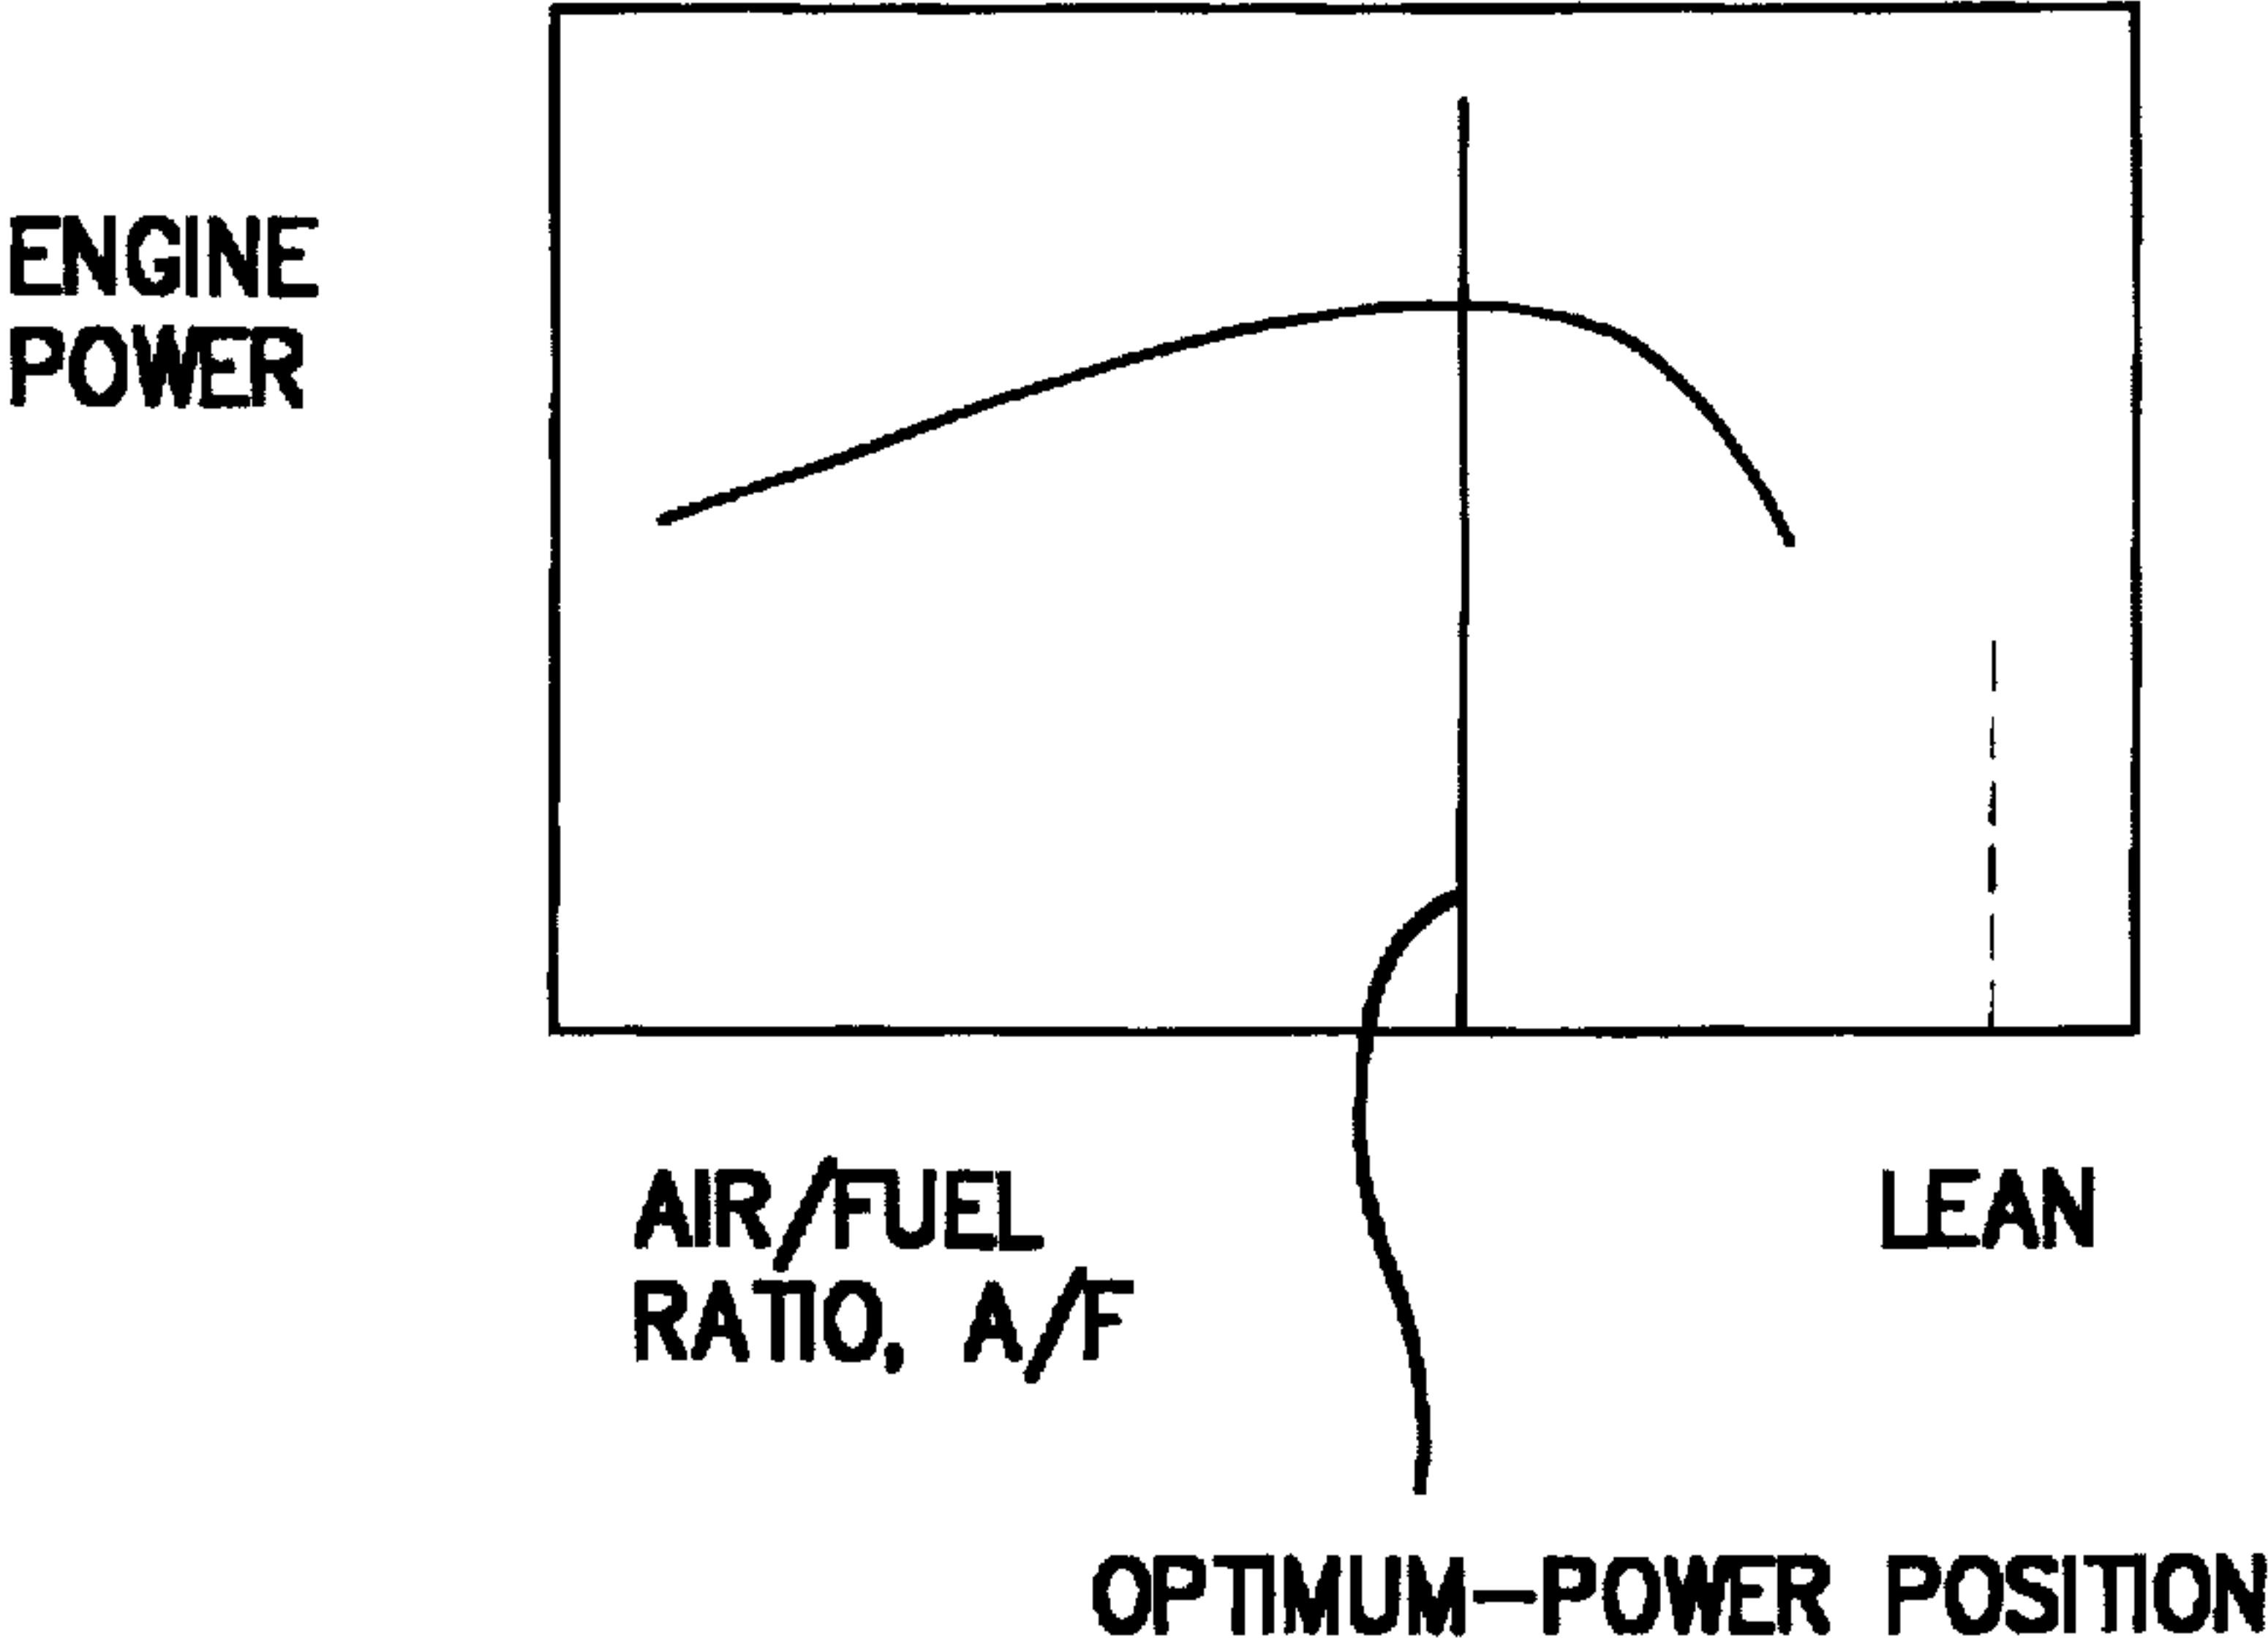 ENGINE
POWER
AIR/FUEL
RATIO, A/F
LEAN
OPTIMUM-POWER POSITION